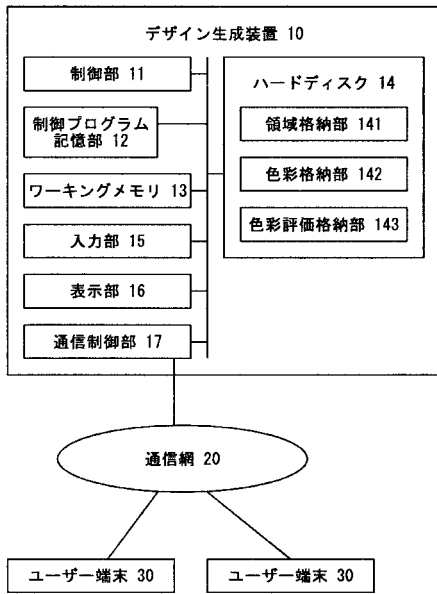 デザイン生成装置 10
制御部 11
制御プログラム
記憶部 12
ワーキングメモリ 13
入力部 15
表示部 16
通信制御部 17
ハードディスク 14
領域格納部 141
色彩格納部 142
色彩評価格納部 143
通信網 20
ユーザー端末 30
ユーザー端末 30